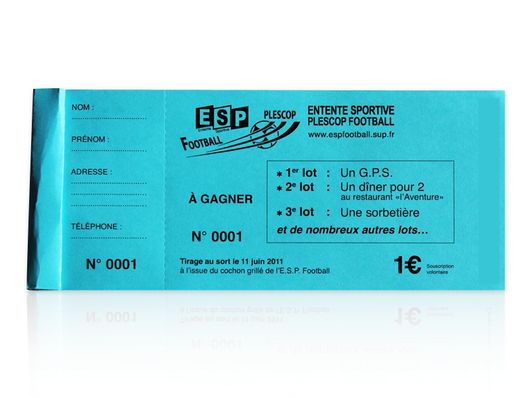 NOM :
PRÉNOM :
ADRESSE :
TÉLÉPHONE :
N° 0001
ESP
Entente Sportive
PLESCOP
FOOTBALL
ENTENTE SPORTIVE
PLESCOP FOOTBALL
www.espfootball.sup.fr
À GAGNER
N° 0001
* 1er lot : Un G.P.S.
* 2e lot : Un dîner pour 2
au restaurant «l'Aventure»
* 3e lot : Une sorbetière
et de nombreux autres lots…
Tirage au sort le 11 juin 2011
à l'issue du cochon grillé de l'E.S.P. Football
1€ Souscription
volontaire